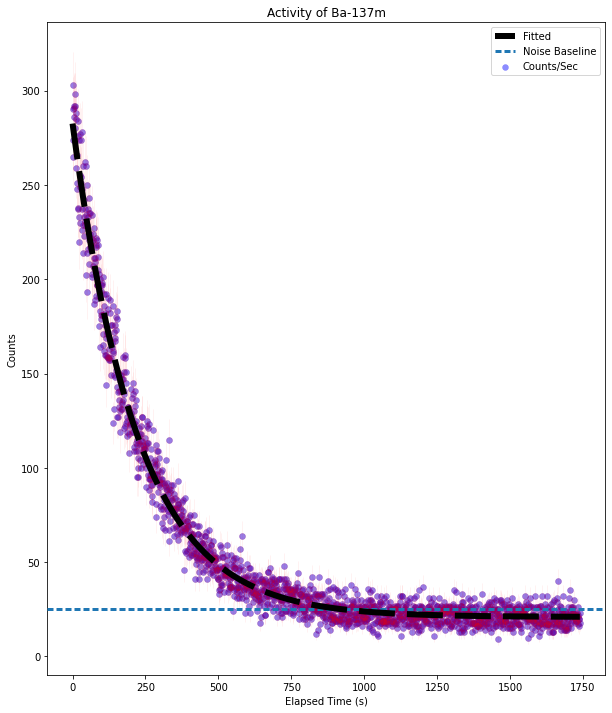 Activity of Ba-137m
Fitted
Noise Baseline
Counts/Sec
300
250
200
150
100
50
0
Counts
0 250 500 750 1000 1250 1500 1750
Elapsed Time (s)